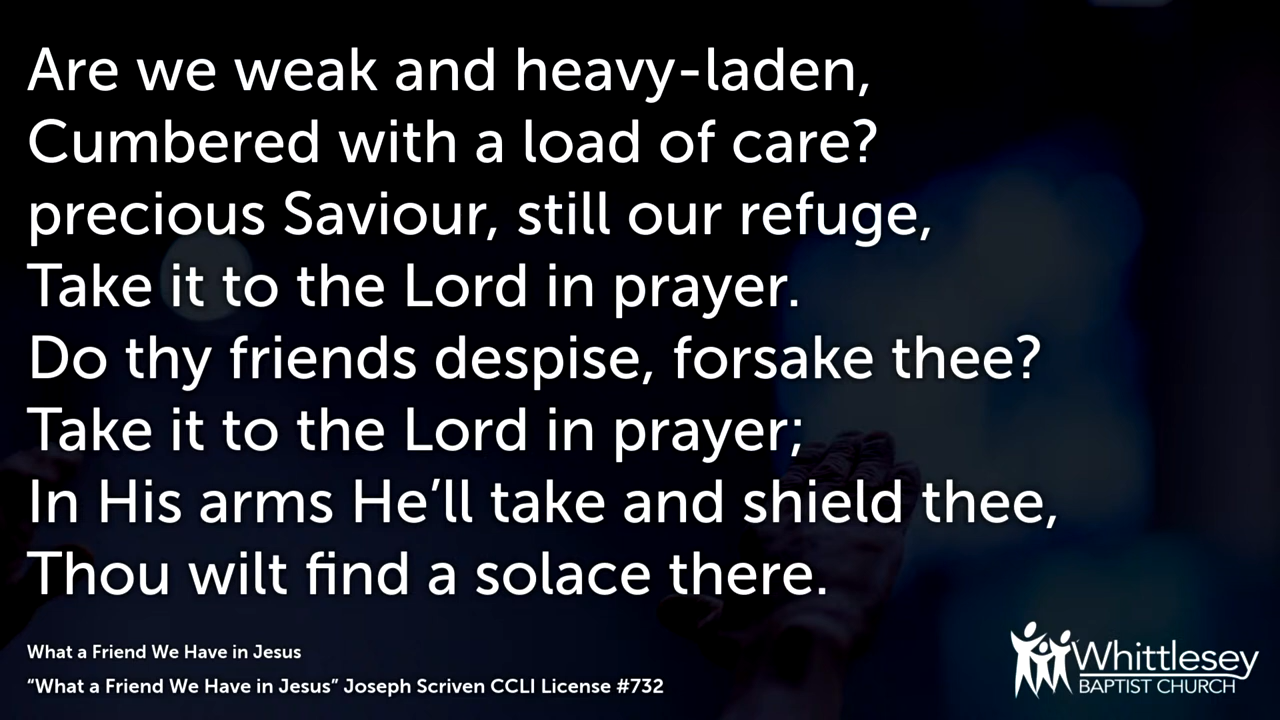 Are we weak and heavy-laden,
Cumbered with a load of care?
precious Saviour, still our refuge,
Take it to the Lord in prayer.
Do thy friends despise, forsake thee?
Take it to the Lord in prayer;
In His arms He’ll take and shield thee,
Thou wilt find a solace there.
What a Friend We Have in Jesus
“What a Friend We Have in Jesus” Joseph Scriven CCLI License #732
Whittlesey
BAPTIST CHURCH